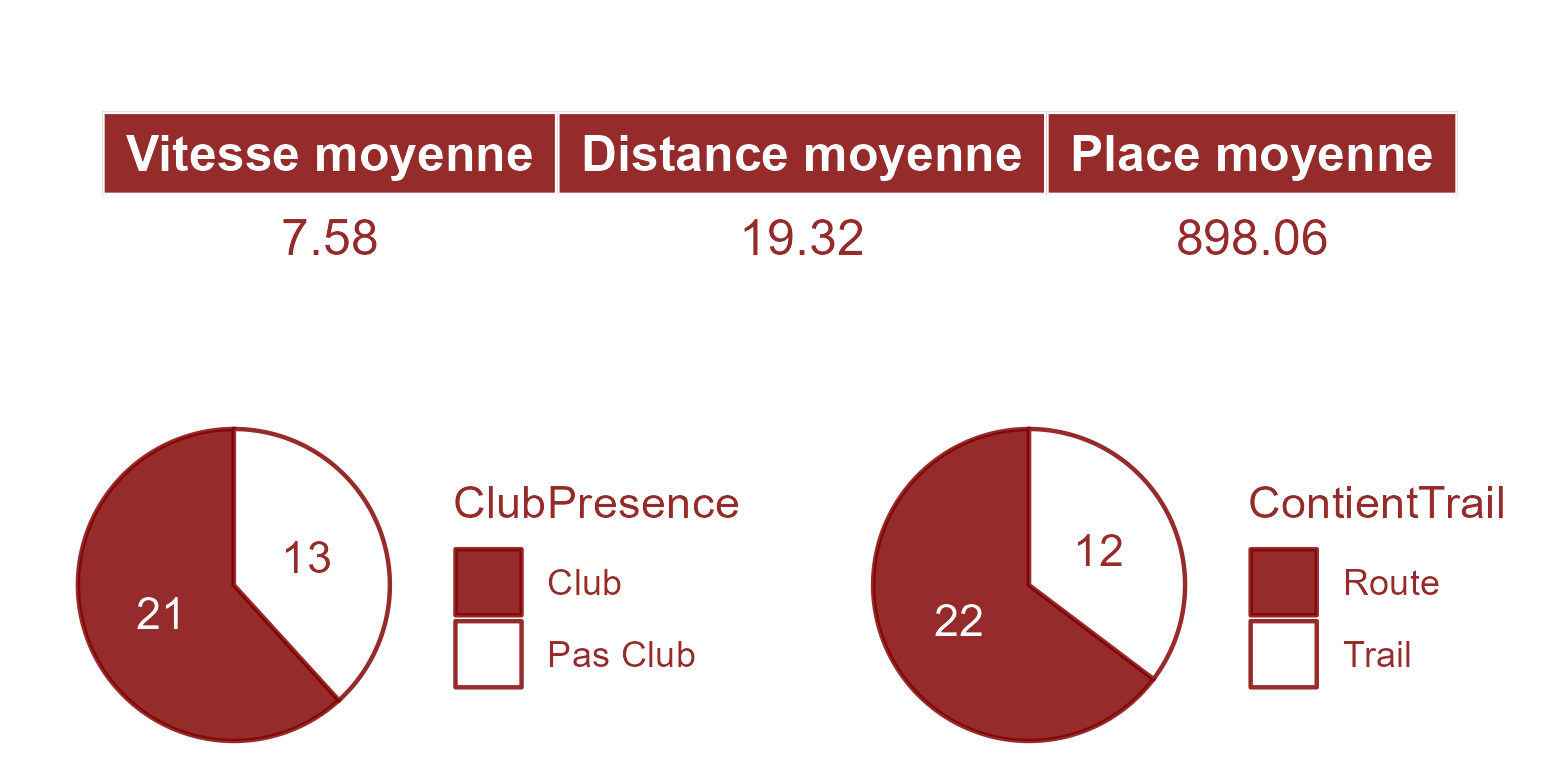 Vitesse moyenne Distance moyenne Place moyenne
7.58 19.32 898.06
ClubPresence
Club
Pas Club
13
21
ContientTrail
Route
Trail
12
22